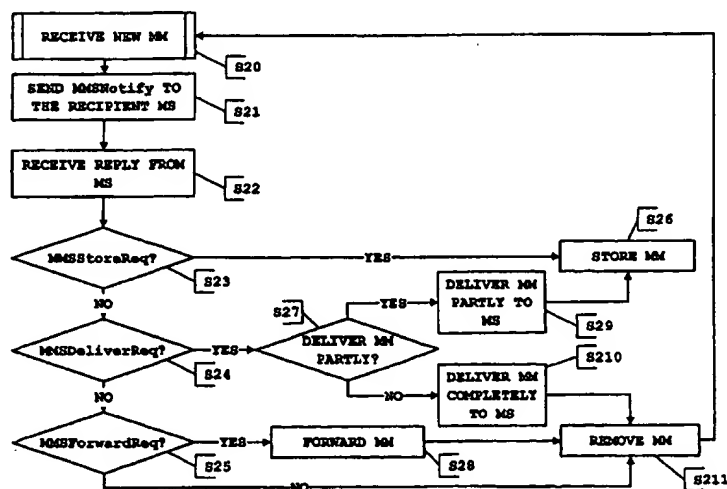 RECEIVE NEW MM
S20
SEND MMSNotify TO
THE RECIPIENT MS
S21
RECEIVE REPLY FROM
MS
S22
S26
MMSStoreReq?
YES
STORE MM
S23
NO
S27
DELIVER MM
PARTLY TO
MS
YES
S29
MMSDeliverReq?
YES
DELIVER MM
PARTLY?
S210
S24
NO
NO
DELIVER MM
COMPLETELY
TO MS
MMSForwardReq?
YES
FORWARD MM
REMOVE MM
S25
S28
S211
NO